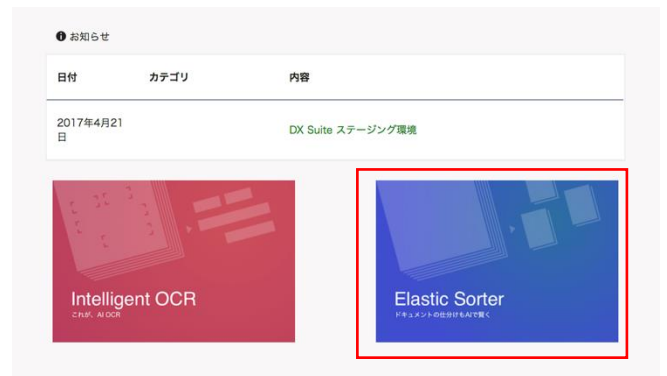 お知らせ
日付 カテゴリ 内容
2017年4月21
日
DX Suite ステージング環境
Intelligent OCR
これが、AI OCR
Elastic Sorter
ドキュメントの仕分けもAIで賢く